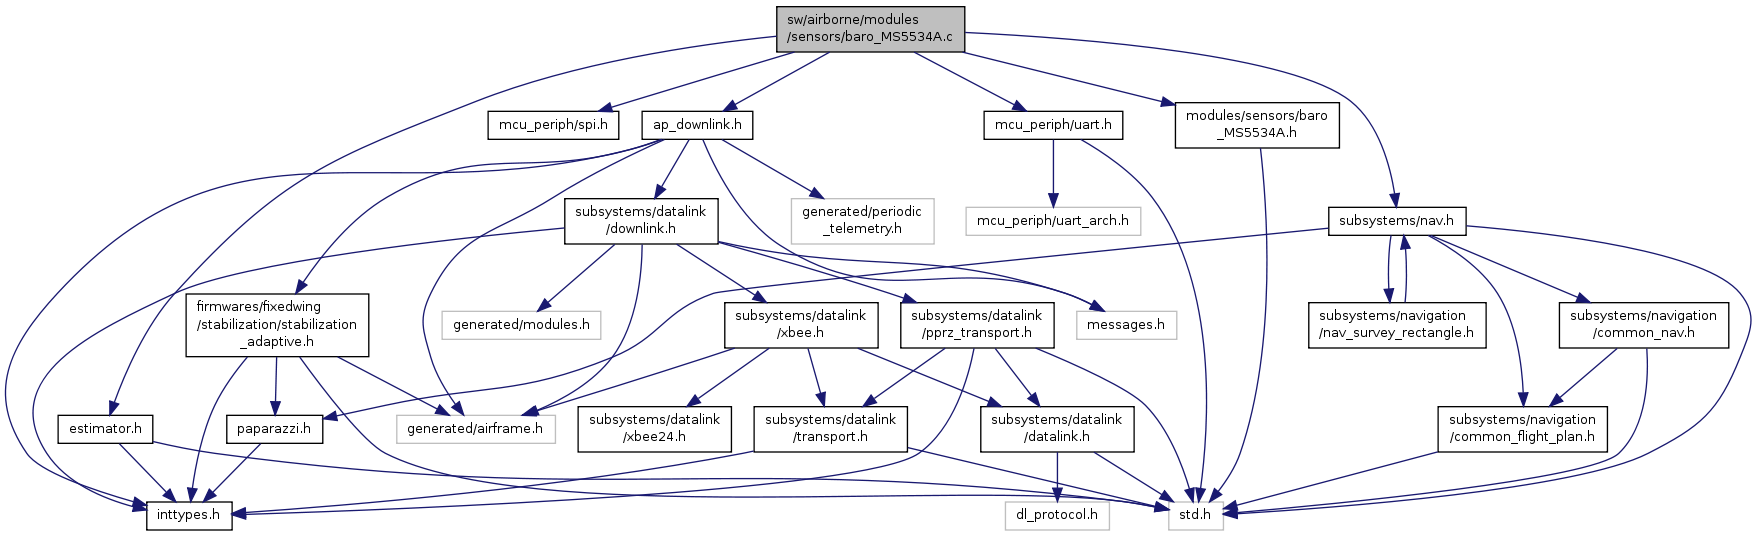 sw/airborne/modules
/sensors/baro_MS5534A.c
mcu_periph/spi.h
ap_downlink.h
mcu_periph/uart.h
modules/sensors/baro
_MS5534A.h
subsystems/datalink
/downlink.h
generated/periodic
_telemetry.h
mcu_periph/uart_arch.h
subsystems/nav.h
firmwares/fixedwing
/stabilization/stabilization
_adaptive.h
generated/modules.h
subsystems/datalink
/xbee.h
subsystems/datalink
/pprz_transport.h
messages.h
subsystems/navigation
/nav_survey_rectangle.h
subsystems/navigation
/common_nav.h
estimator.h
paparazzi.h
generated/airframe.h
subsystems/datalink
/xbee24.h
subsystems/datalink
/transport.h
subsystems/datalink
/datalink.h
subsystems/navigation
/common_flight_plan.h
inttypes.h
dl_protocol.h
std.h